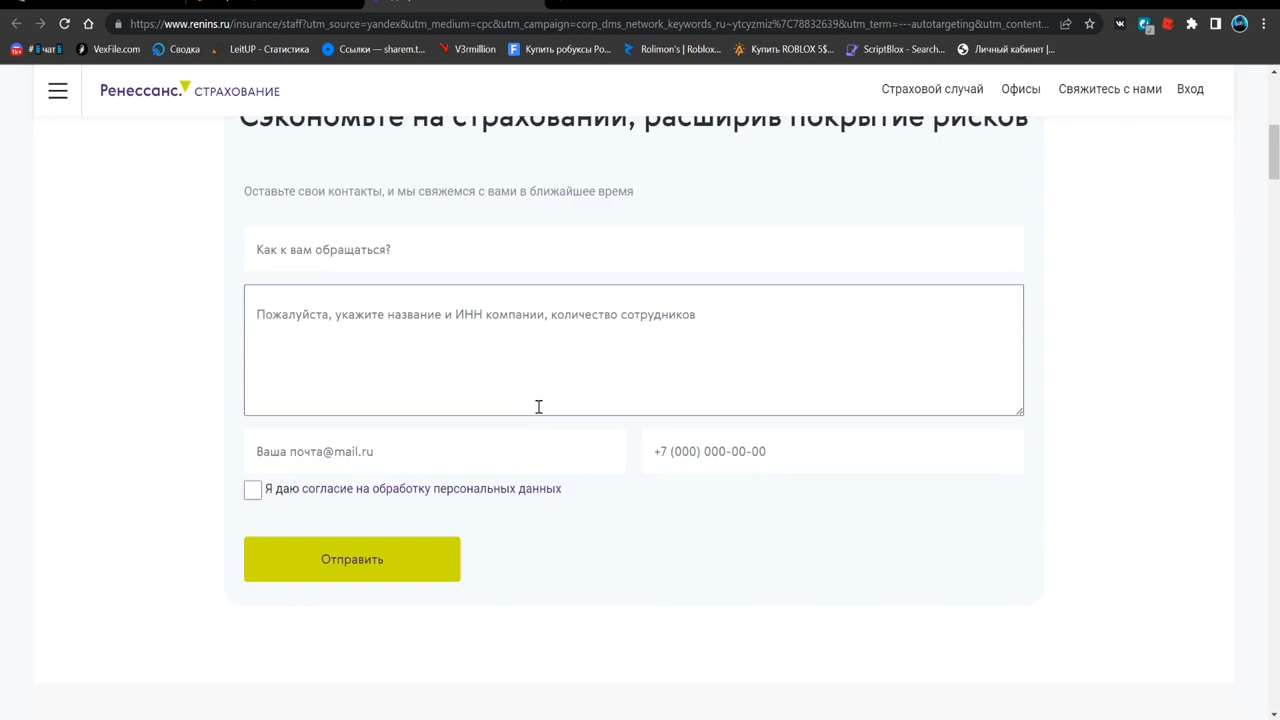 https://www.renins.ru/insurance/staff?utm_source=yandex&utm_medium=cpc&utm_campaign=corp_dms_network_keywords_ru~ytcyzmiz%7C78832639&utm_term=---autotargeting&utm_content...
#🚦чат🚦
VexFile.com
Сводка
LeitUP - Статистика
Ссылки — sharem.t...
V3rmillion
Купить робуксы Ро...
Rolimon's | Roblox...
Купить ROBLOX 5$...
ScriptBlox - Search...
Личный кабинет |...
Ренессанс. СТРАХОВАНИЕ
Страховой случай
Офисы
Свяжитесь с нами
Вход
Сэкономьте на страховании, расширив покрытие рисков
Оставьте свои контакты, и мы свяжемся с вами в ближайшее время
Как к вам обращаться?
Пожалуйста, укажите название и ИНН компании, количество сотрудников
Ваша почта@mail.ru
+7 (000) 000-00-00
Я даю согласие на обработку персональных данных
Отправить